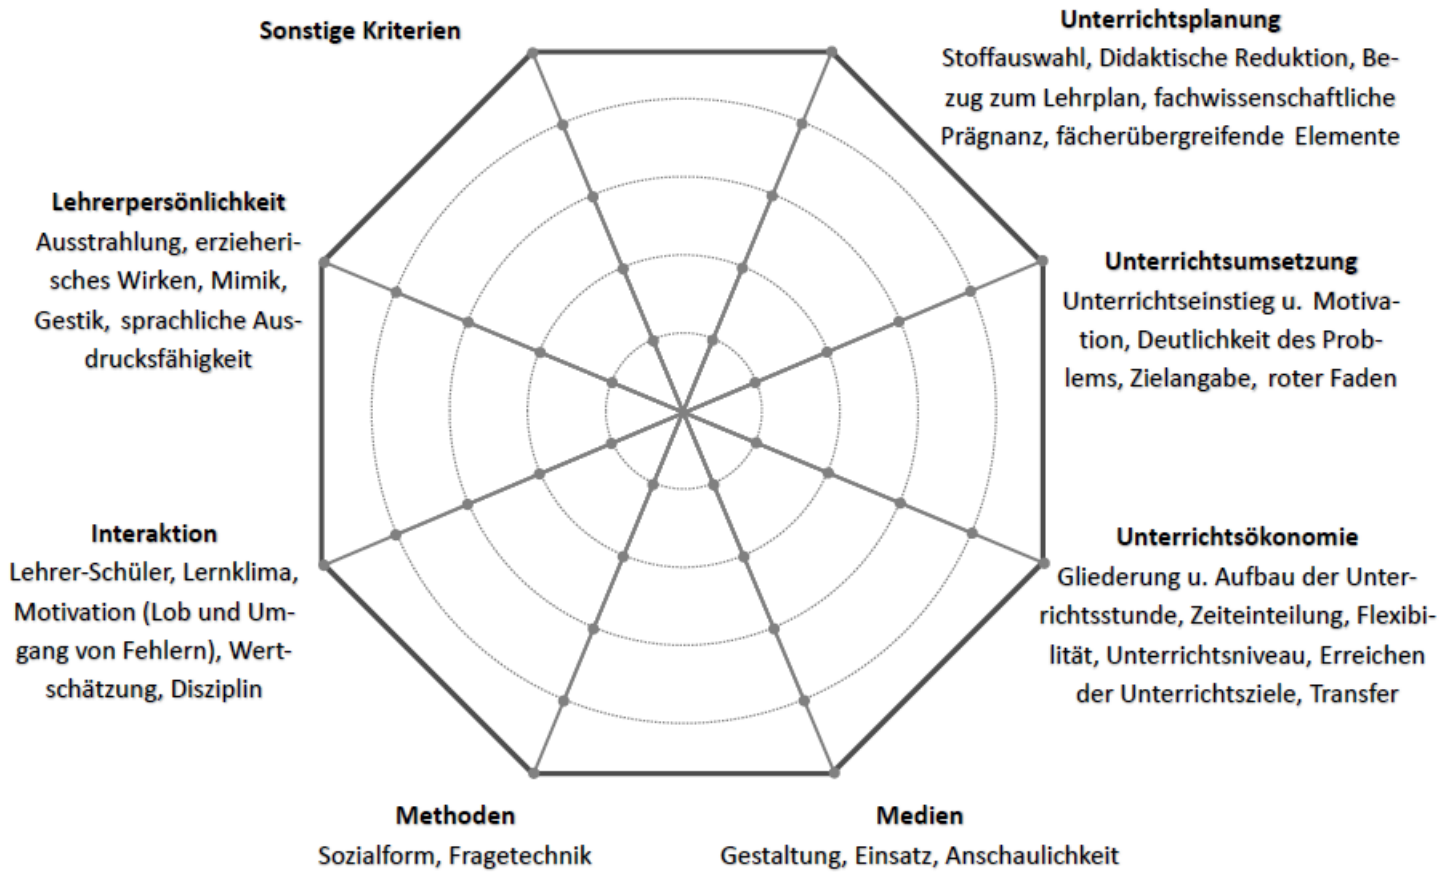 Sonstige Kriterien
Unterrichtsplanung
Stoffauswahl, Didaktische Reduktion, Be-
zug zum Lehrplan, fachwissenschaftliche
Prägnanz, fächerübergreifende Elemente
Lehrerpersönlichkeit
Ausstrahlung, erzieheri-
sches Wirken, Mimik,
Gestik, sprachliche Aus-
drucksfähigkeit
Unterrichtsumsetzung
Unterrichtseinstieg u. Motiva-
tion, Deutlichkeit des Prob-
lems, Zielangabe, roter Faden
Interaktion
Lehrer-Schüler, Lernklima,
Motivation (Lob und Um-
gang von Fehlern), Wert-
schätzung, Disziplin
Unterrichtsökonomie
Gliederung u. Aufbau der Unter-
richtsstunde, Zeiteinteilung, Flexibi-
lität, Unterrichtsniveau, Erreichen
der Unterrichtsziele, Transfer
Methoden
Sozialform, Fragetechnik
Medien
Gestaltung, Einsatz, Anschaulichkeit